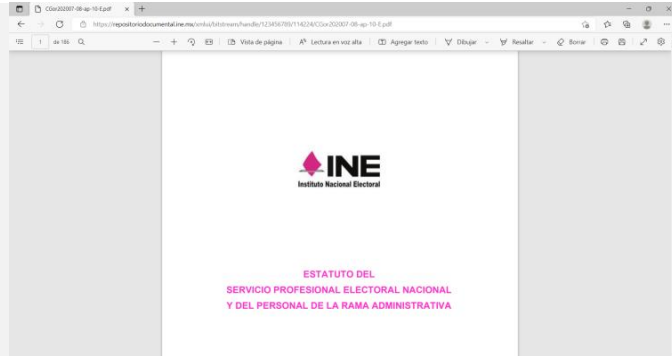 CGor202007-08-ap-10-E.pdf
https://repositoriodocumental.ine.mx/xmlui/bitstream/handle/123456789/114224/CGor202007-08-ap-10-E.pdf
1 de 186
Vista de página
Lectura en voz alta
Agregar texto
Dibujar
Resaltar
Borrar
INE
Instituto Nacional Electoral
ESTATUTO DEL
SERVICIO PROFESIONAL ELECTORAL NACIONAL
Y DEL PERSONAL DE LA RAMA ADMINISTRATIVA